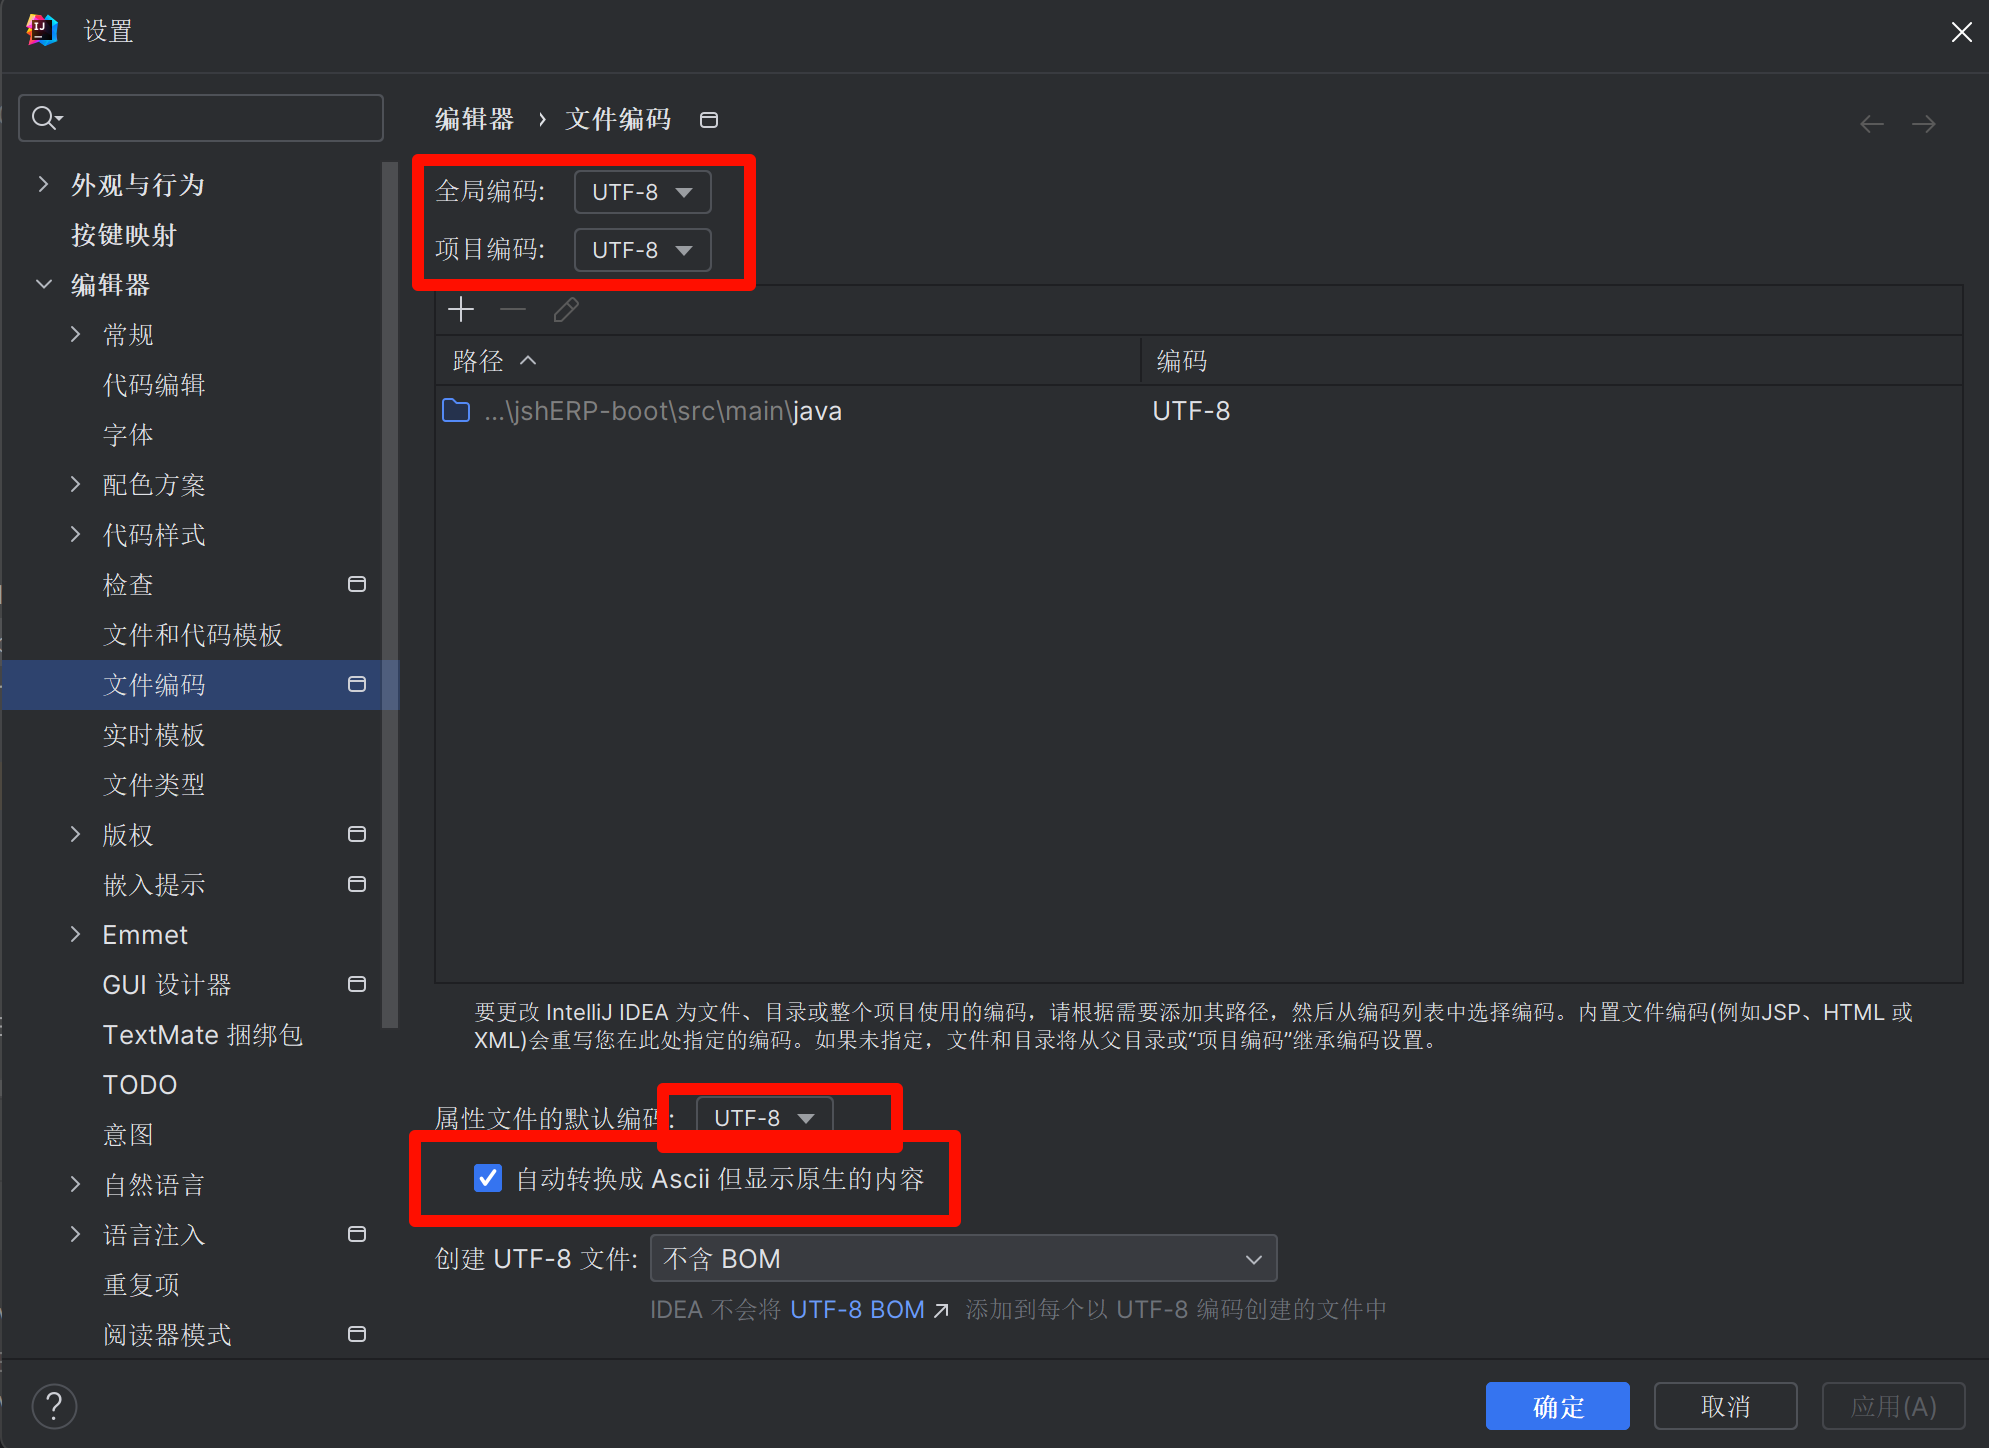 设置
外观与行为
按键映射
编辑器
常规
代码编辑
字体
配色方案
代码样式
检查
文件和代码模板
文件编码
实时模板
文件类型
版权
嵌入提示
Emmet
GUI 设计器
TextMate 捆绑包
TODO
意图
自然语言
语言注入
重复项
阅读器模式
编辑器 › 文件编码
全局编码: UTF-8
项目编码: UTF-8
路径 编码
...\jshERP-boot\src\main\java UTF-8
要更改 IntelliJ IDEA 为文件、目录或整个项目使用的编码，请根据需要添加其路径，然后从编码列表中选择编码。内置文件编码(例如JSP、HTML 或
XML)会重写您在此处指定的编码。如果未指定，文件和目录将从父目录或“项目编码”继承编码设置。
属性文件的默认编码: UTF-8
自动转换成 Ascii 但显示原生的内容
创建 UTF-8 文件: 不含 BOM
IDEA 不会将 UTF-8 BOM 添加到每个以 UTF-8 编码创建的文件中
? 确定 取消 应用(A)